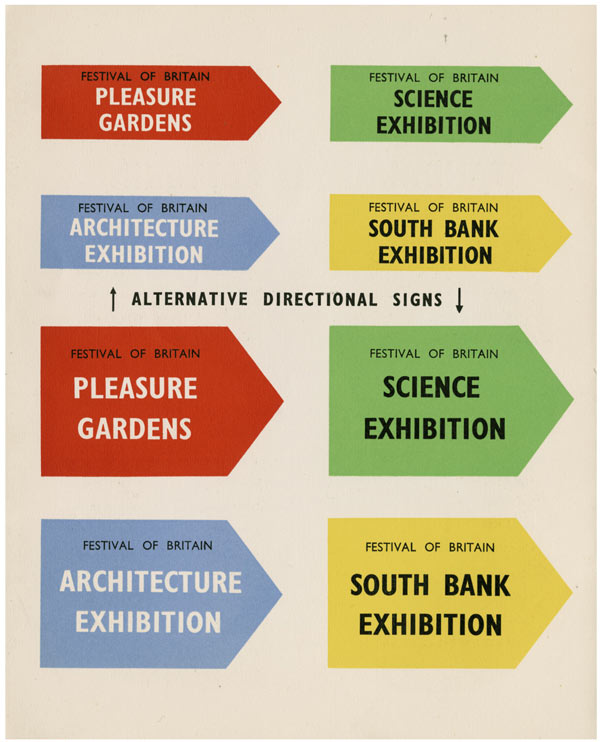 FESTIVAL OF BRITAIN
PLEASURE
GARDENS
FESTIVAL OF BRITAIN
SCIENCE
EXHIBITION
FESTIVAL OF BRITAIN
ARCHITECTURE
EXHIBITION
FESTIVAL OF BRITAIN
SOUTH BANK
EXHIBITION
↑ ALTERNATIVE DIRECTIONAL SIGNS ↓
FESTIVAL OF BRITAIN
PLEASURE
GARDENS
FESTIVAL OF BRITAIN
SCIENCE
EXHIBITION
FESTIVAL OF BRITAIN
ARCHITECTURE
EXHIBITION
FESTIVAL OF BRITAIN
SOUTH BANK
EXHIBITION